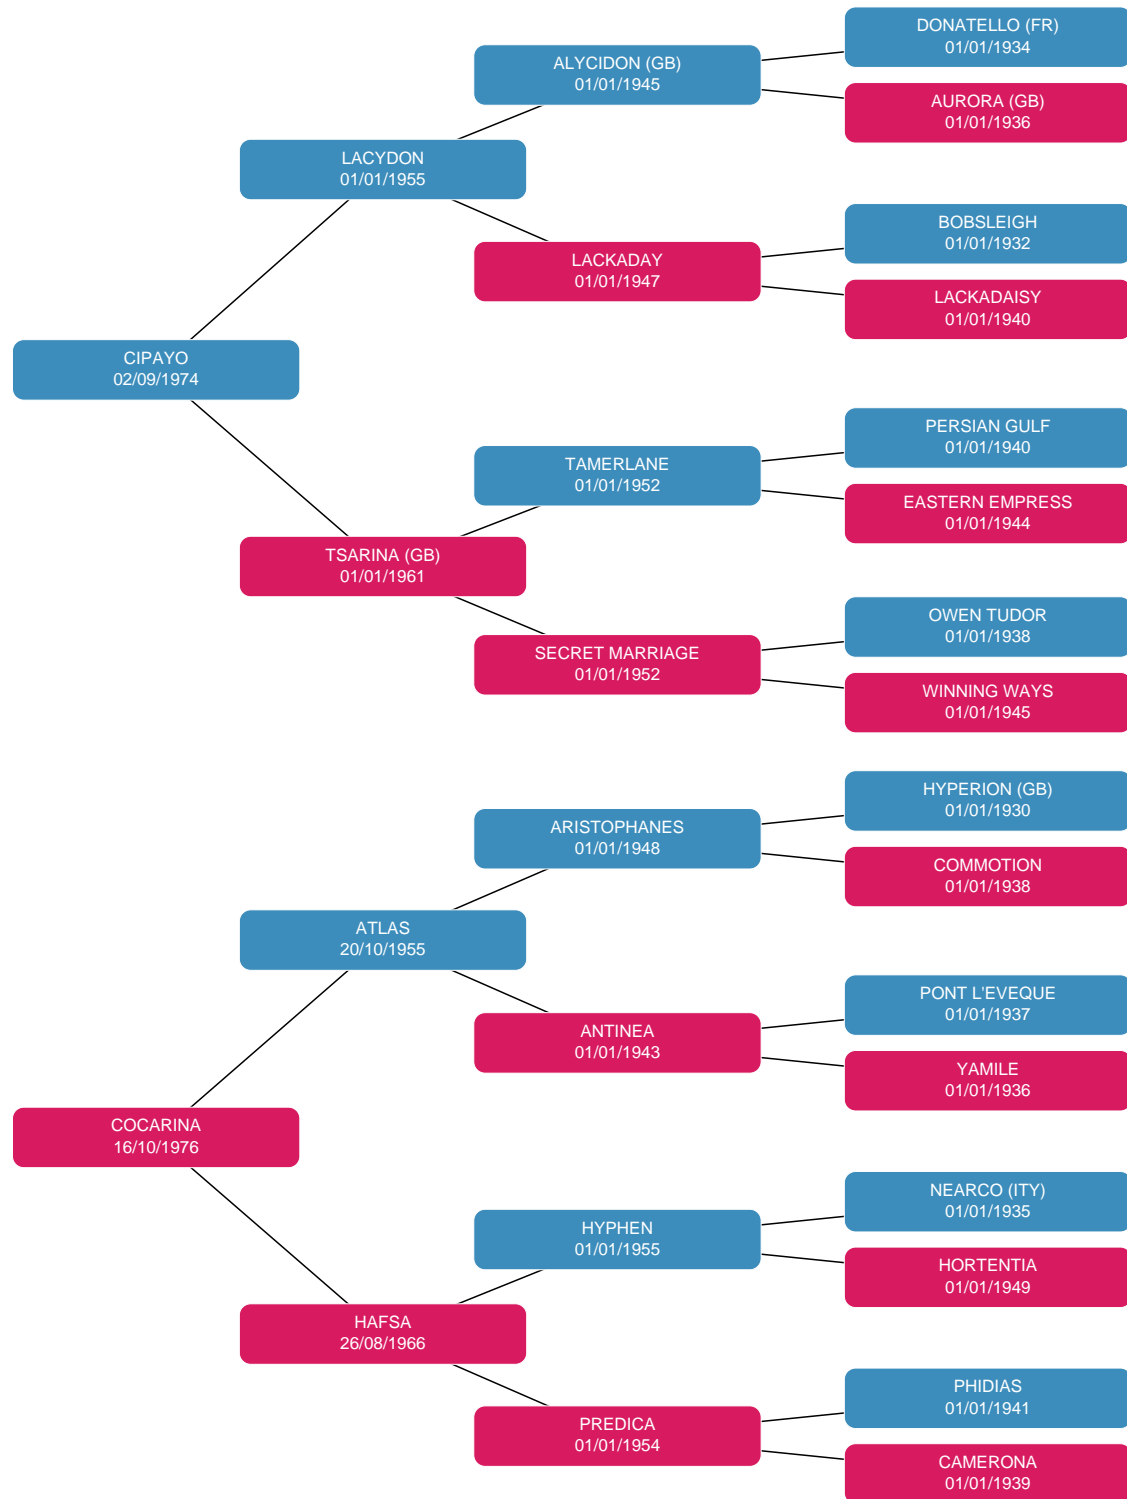 DONATELLO (FR)
01/01/1934
ALYCIDON (GB)
01/01/1945
AURORA (GB)
01/01/1936
LACYDON
01/01/1955
BOBSLEIGH
01/01/1932
LACKADAY
01/01/1947
LACKADAISY
01/01/1940
CIPAYO
02/09/1974
PERSIAN GULF
01/01/1940
TAMERLANE
01/01/1952
EASTERN EMPRESS
01/01/1944
TSARINA (GB)
01/01/1961
OWEN TUDOR
01/01/1938
SECRET MARRIAGE
01/01/1952
WINNING WAYS
01/01/1945
HYPERION (GB)
01/01/1930
ARISTOPHANES
01/01/1948
COMMOTION
01/01/1938
ATLAS
20/10/1955
PONT L'EVEQUE
01/01/1937
ANTINEA
01/01/1943
YAMILE
01/01/1936
COCARINA
16/10/1976
NEARCO (ITY)
01/01/1935
HYPHEN
01/01/1955
HORTENTIA
01/01/1949
HAFSA
26/08/1966
PHIDIAS
01/01/1941
PREDICA
01/01/1954
CAMERONA
01/01/1939